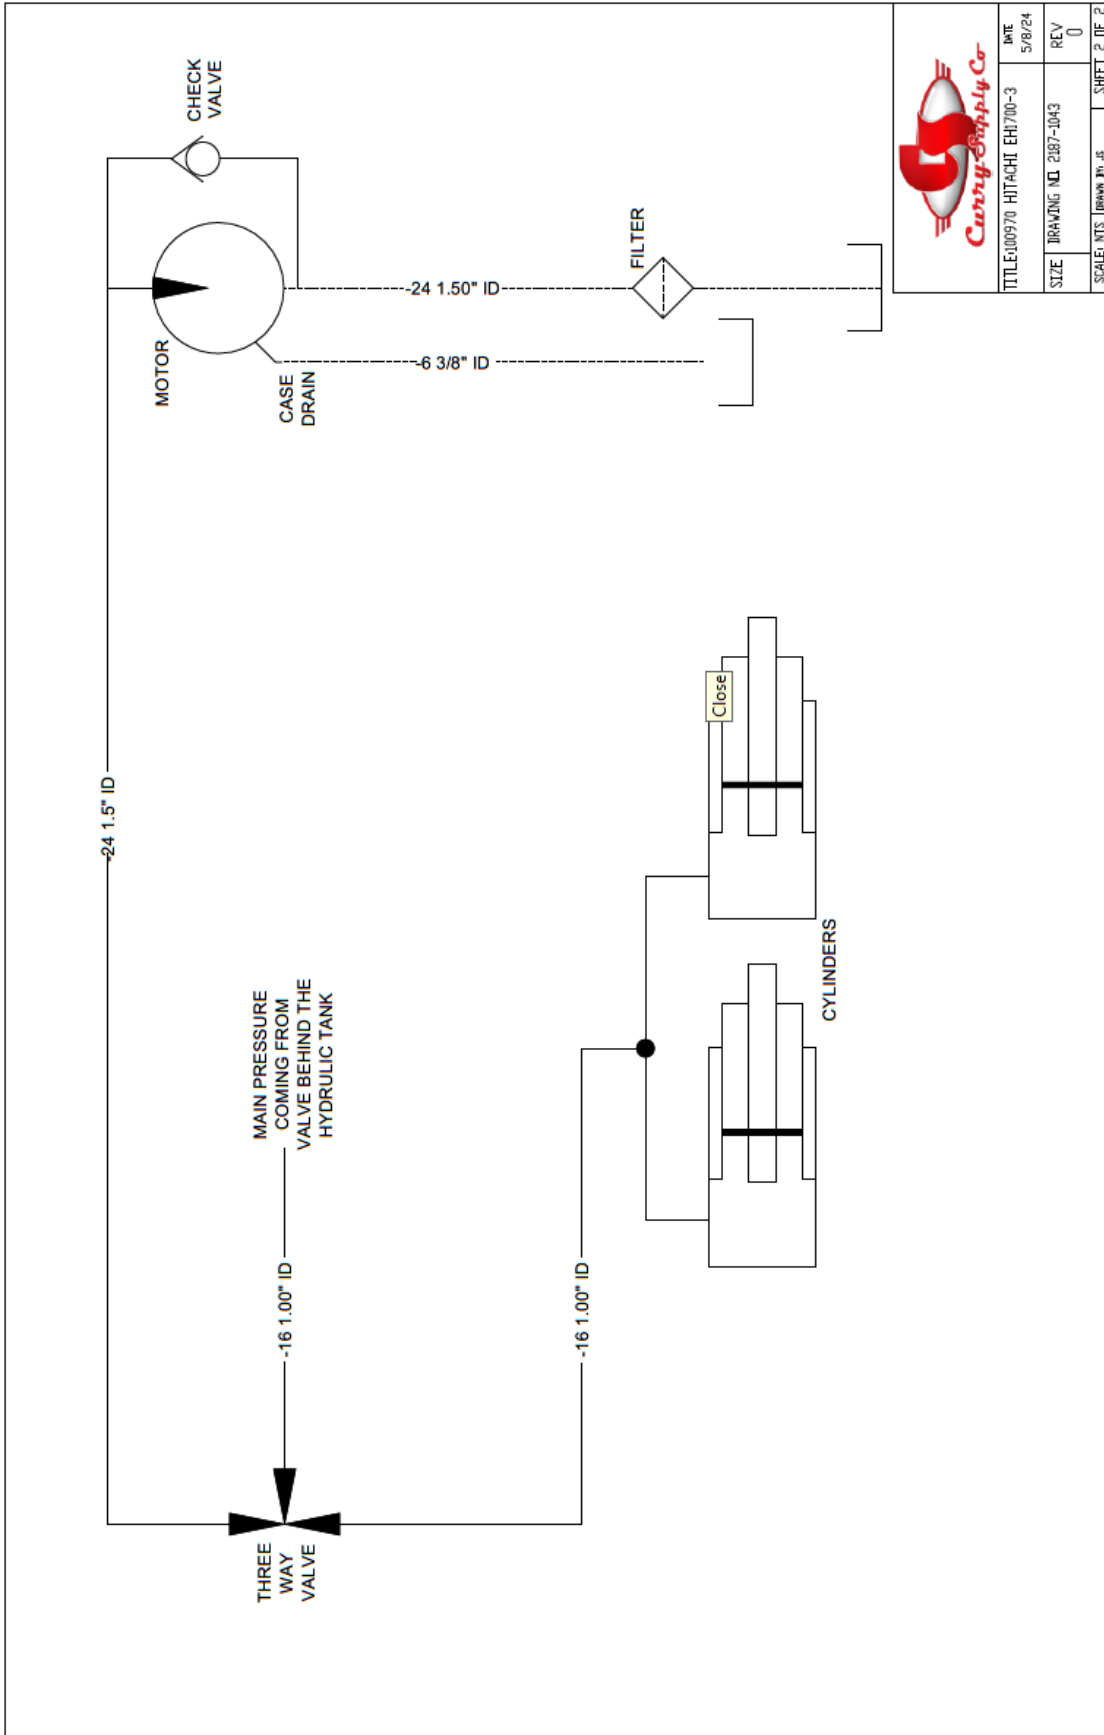 CHECK
VALVE
MOTOR
CASE
DRAIN
-24 1.50" ID
-6 3/8" ID
FILTER
-24 1.5" ID
MAIN PRESSURE
COMING FROM
VALVE BEHIND THE
HYDRULIC TANK
-16 1.00" ID
THREE
WAY
VALVE
-16 1.00" ID
CYLINDERS
Close
Curry Supply Co
TITLE:100970 HITACHI EH1700-3
DATE
5/8/24
SIZE
DRAWING NO. 2187-1043
REV
0
SCALE: NTS
DRAWN BY: JS
SHEET 2 OF 2